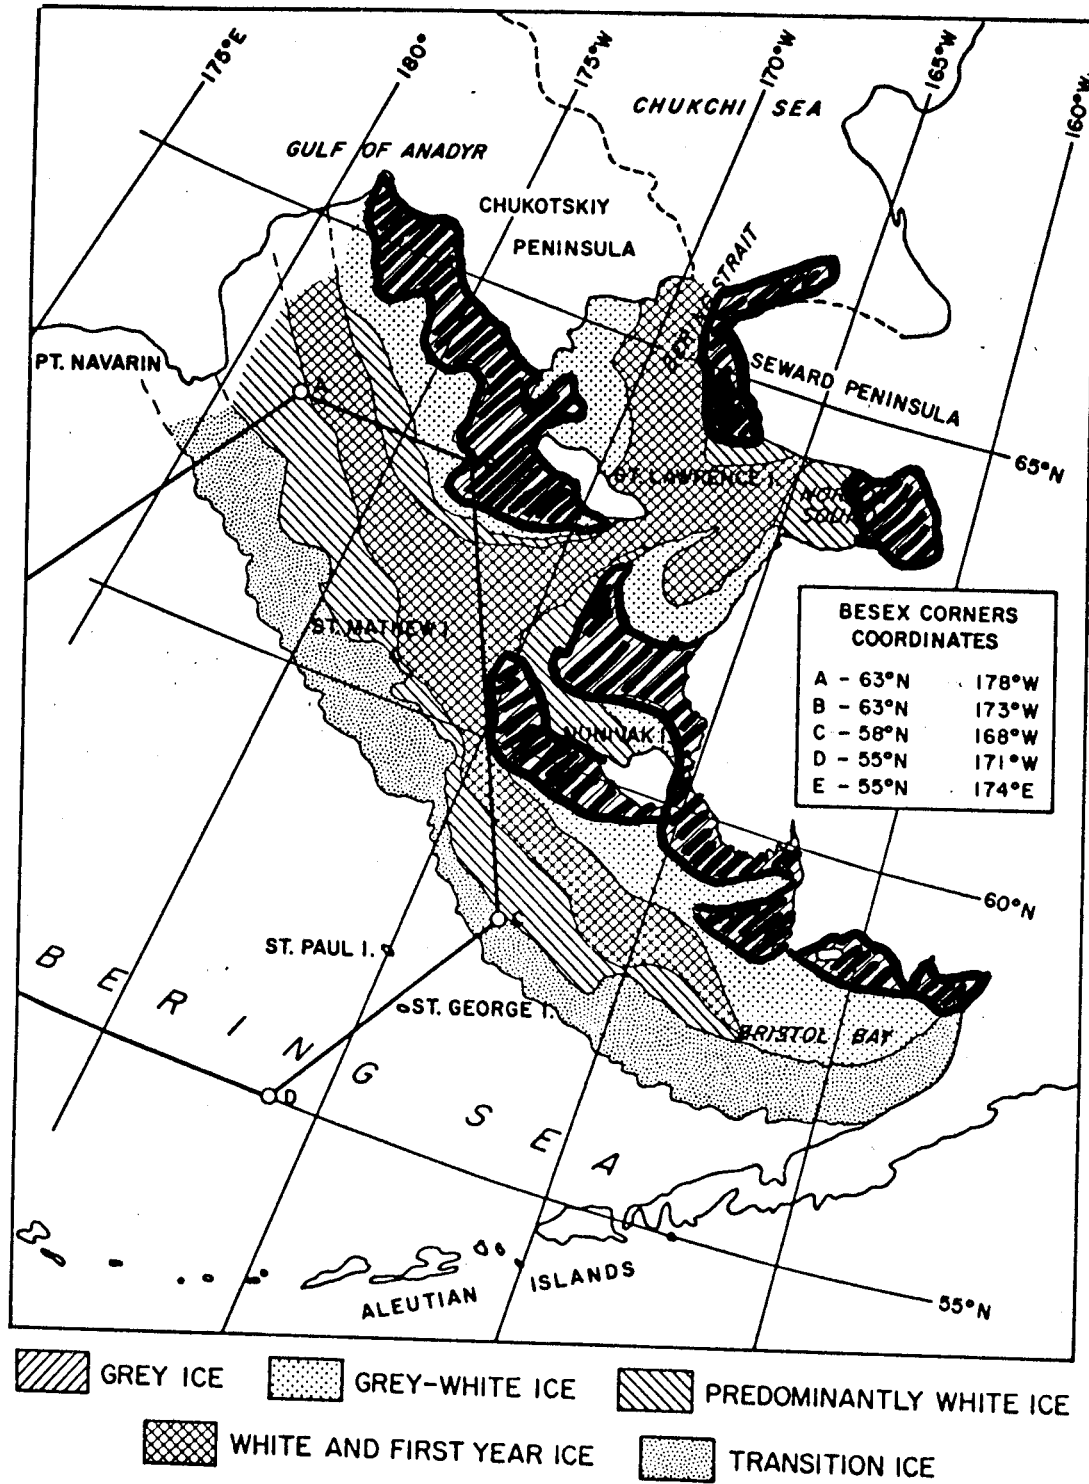 175°E
180°
175°W
170°W
165°W
160°W
CHUKCHI SEA
GULF OF ANADYR
CHUKOTSKIY
PENINSULA
STRAIT
PT. NAVARIN
A
SEWARD PENINSULA
65°N
ST. LAWRENCE I.
ST. MATHEW I.
NUNIVAK I.
BESEX CORNERS
COORDINATES
A - 63°N 178°W
B - 63°N 173°W
C - 58°N 168°W
D - 55°N 171°W
E - 55°N 174°E
60°N
C
ST. PAUL I.
ST. GEORGE I.
BRISTOL BAY
BERING SEA
D
ALEUTIAN ISLANDS
55°N
GREY ICE
GREY-WHITE ICE
PREDOMINANTLY WHITE ICE
WHITE AND FIRST YEAR ICE
TRANSITION ICE